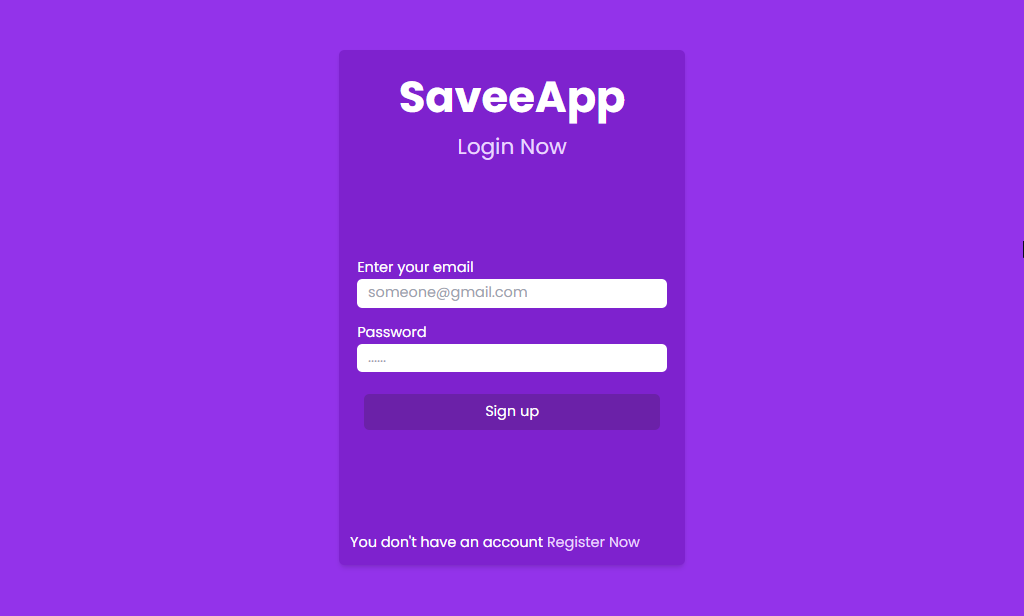 SaveeApp
Login Now
Enter your email
someone@gmail.com
Password
......
Sign up
You don't have an account Register Now